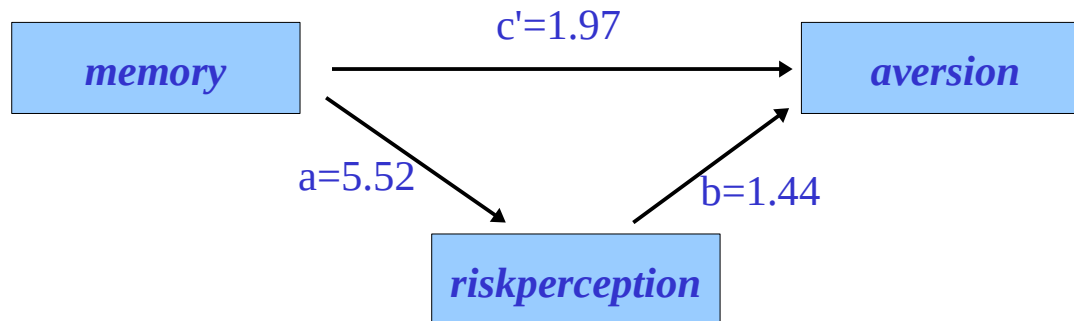 c'=1.97
memory
aversion
a=5.52
b=1.44
riskperception